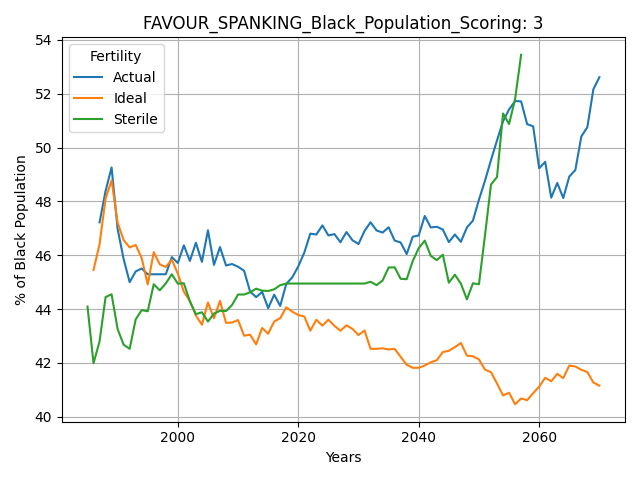 FAVOUR_SPANKING_Black_Population_Scoring: 3
Fertility
Actual
Ideal
Sterile
% of Black Population
54
52
50
48
46
44
42
40
2000
2020
2040
2060
Years